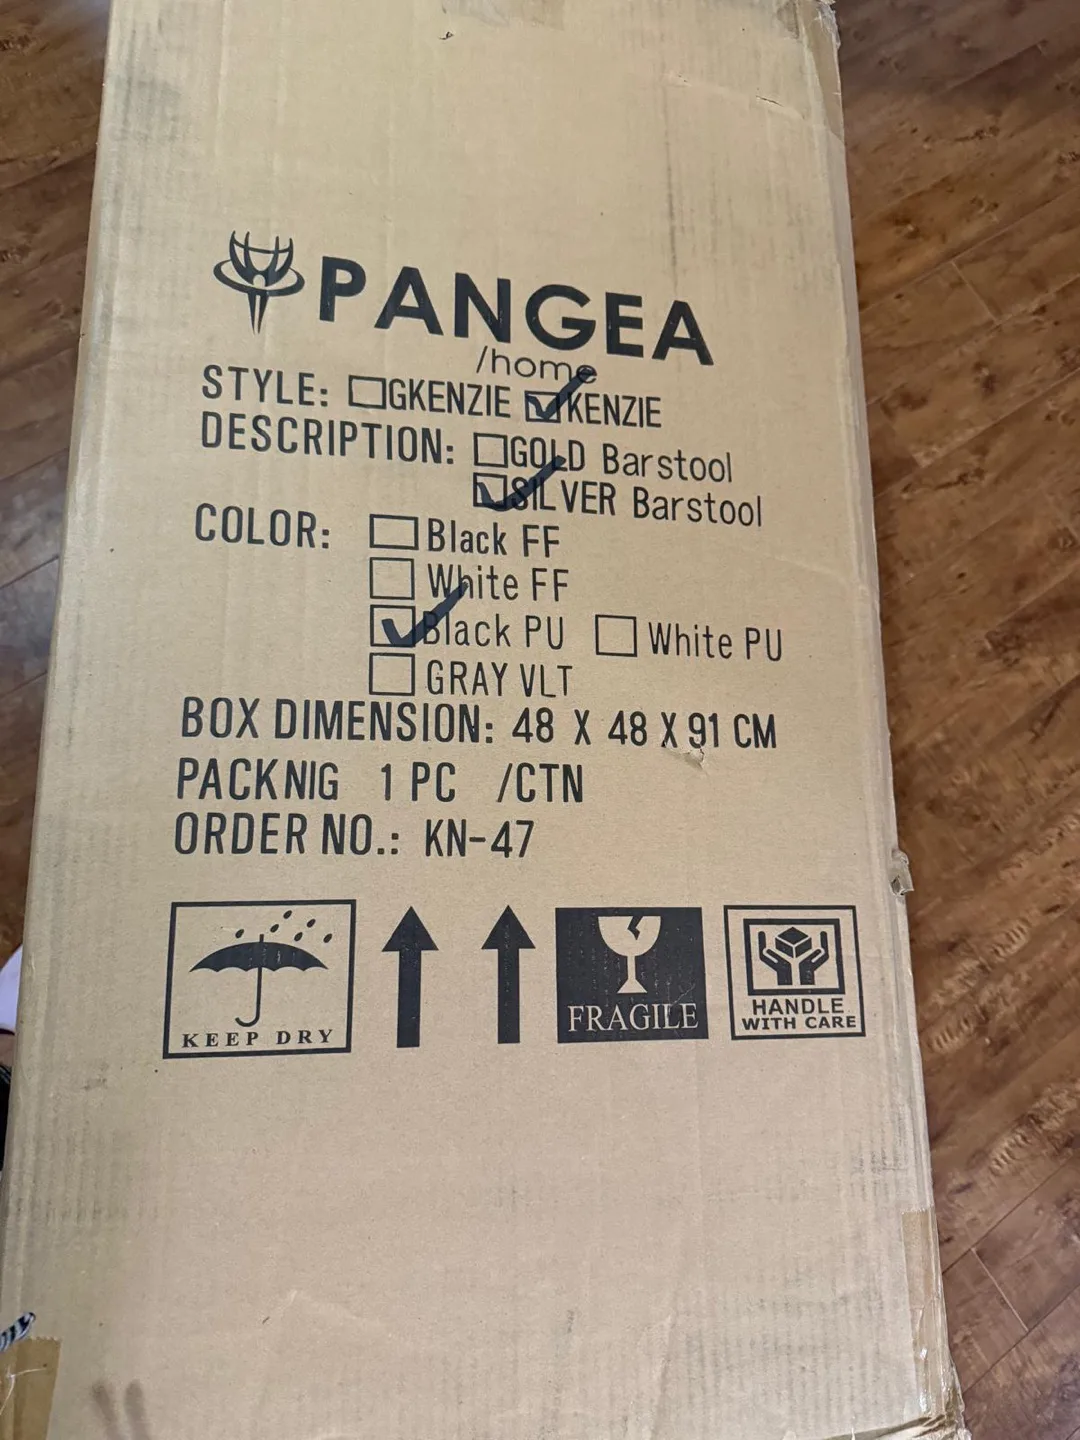 PANGEA
/home
STYLE: GKENZIE KENZIE
DESCRIPTION: GOLD Barstool
SILVER Barstool
COLOR: Black FF
White FF
Black PU White PU
GRAY VLT
BOX DIMENSION: 48 X 48 X 91 CM
PACKNIG 1 PC /CTN
ORDER NO.: KN-47
KEEP DRY
FRAGILE
HANDLE
WITH CARE